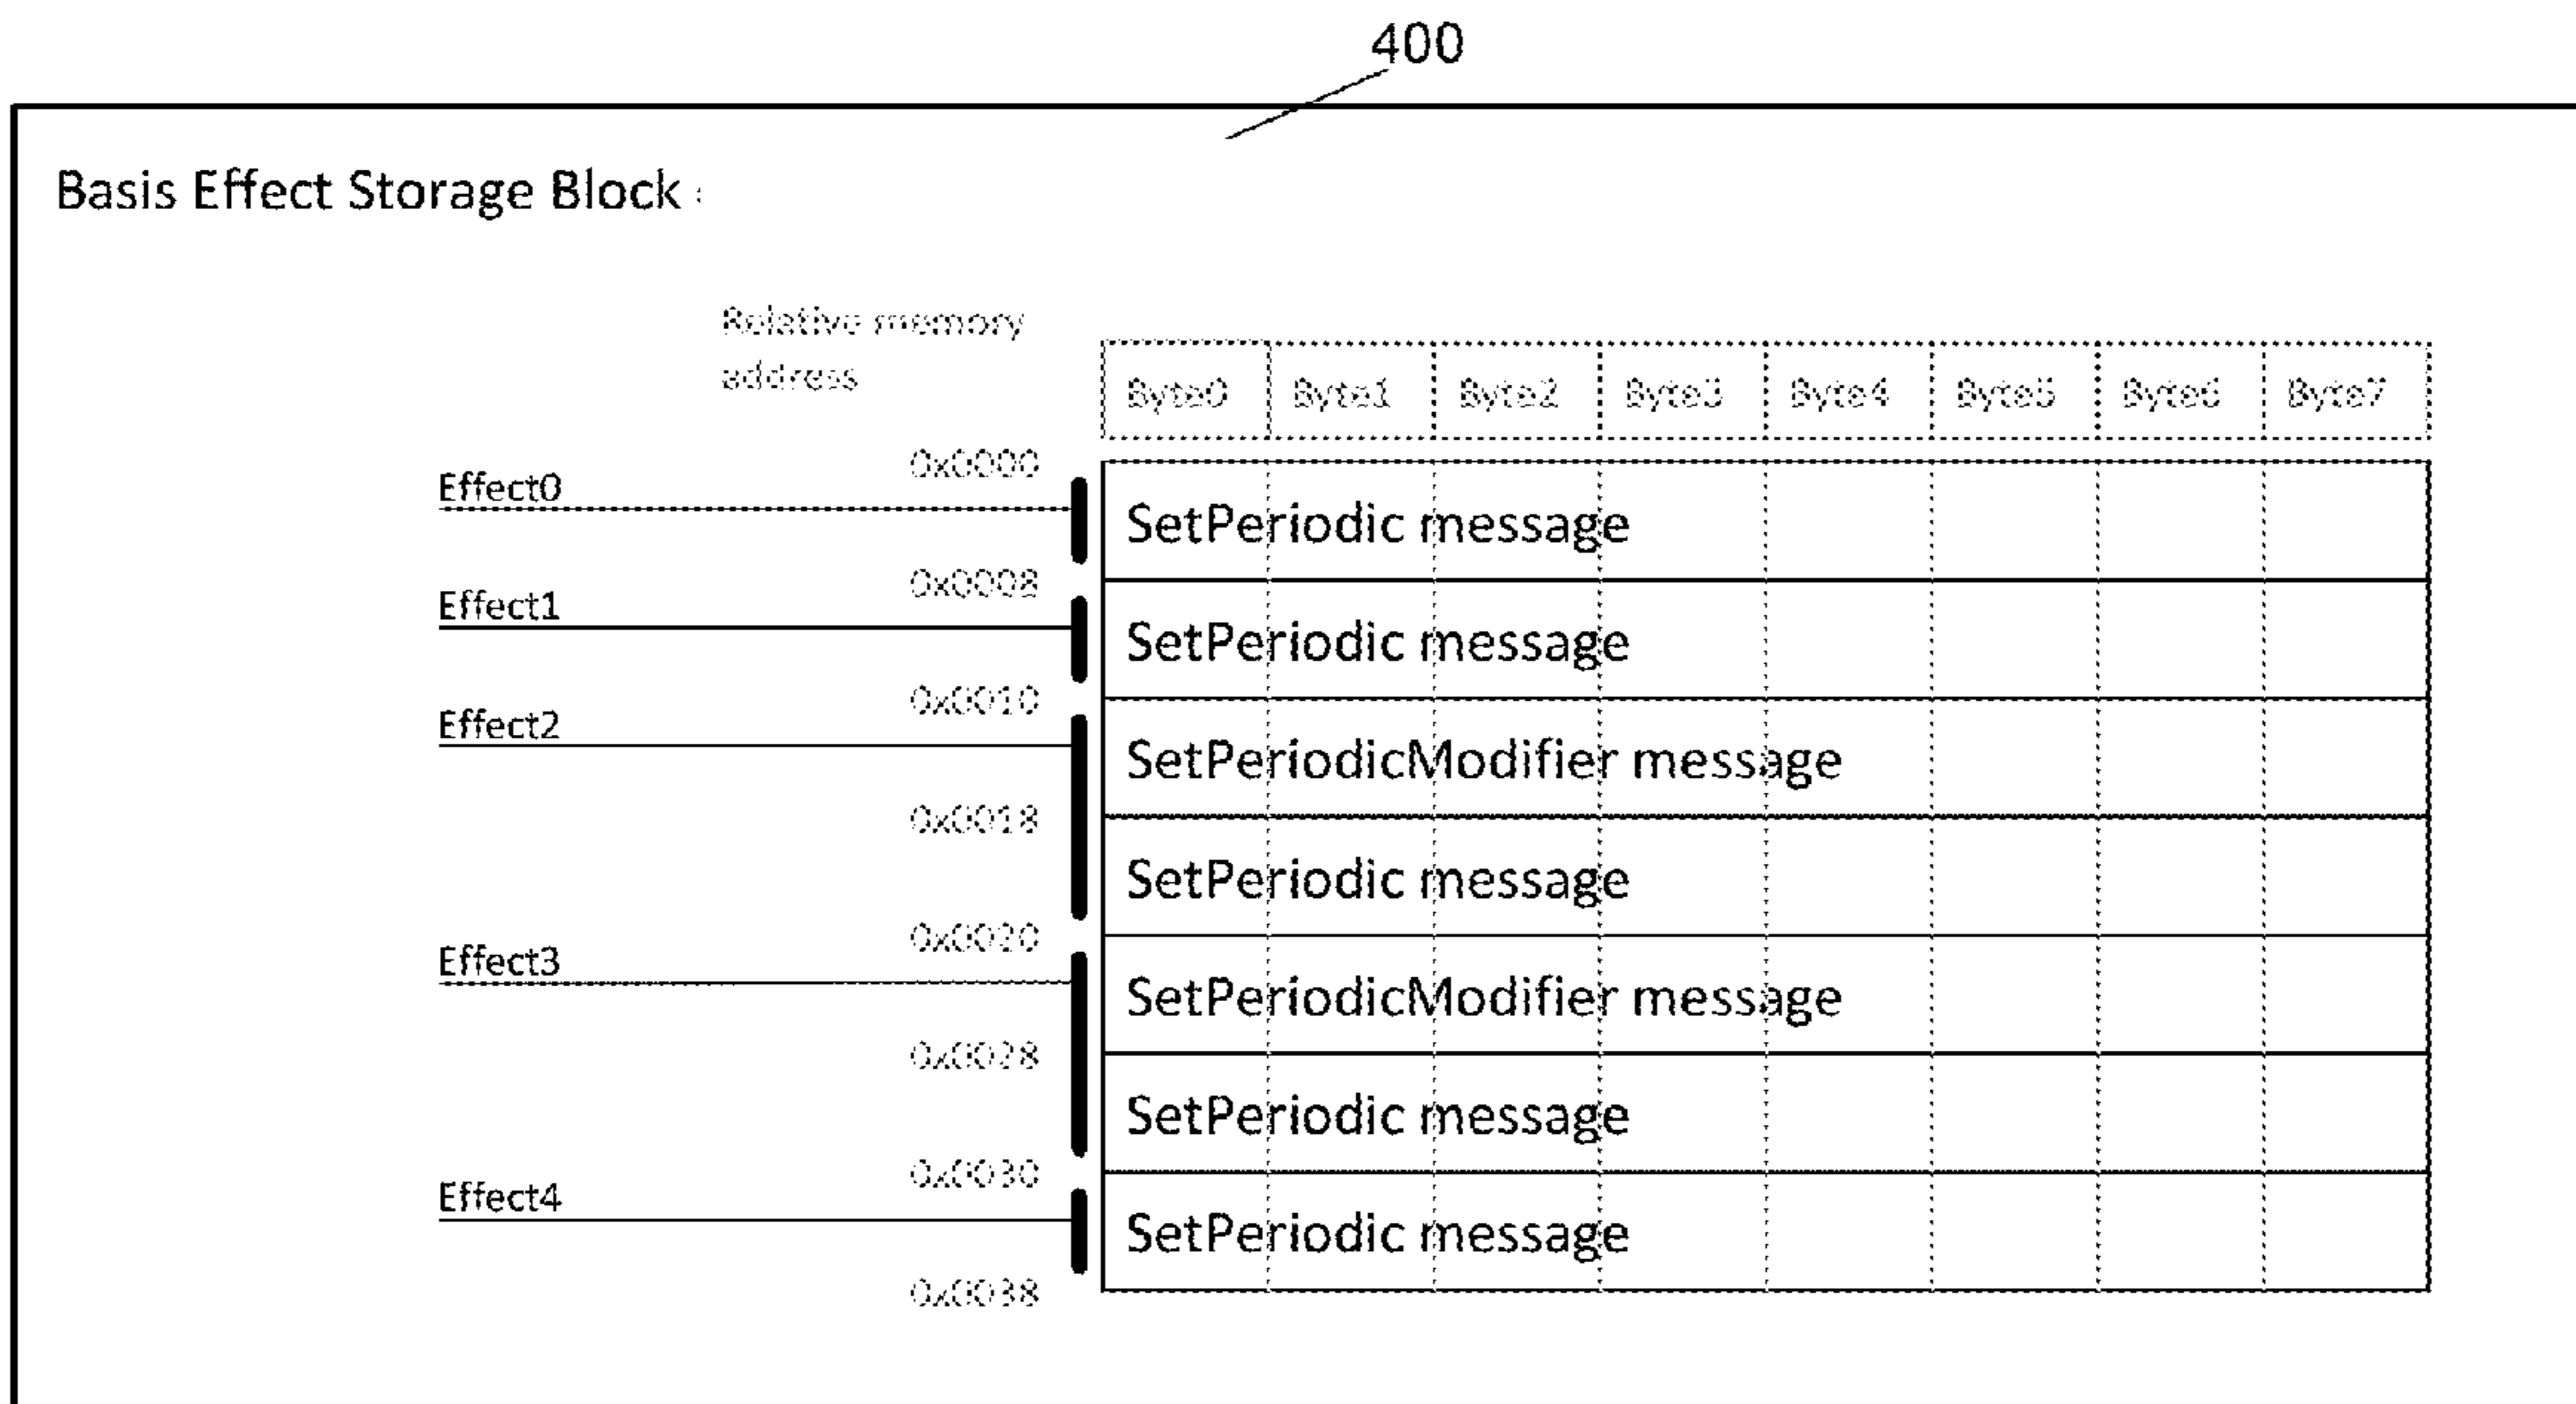 400
Basis Effect Storage Block
Relative memory
address
Byte0 Byte1 Byte2 Byte3 Byte4 Byte5 Byte6 Byte7
0x0000
Effect0
SetPeriodic message
0x0008
Effect1
SetPeriodic message
0x0010
Effect2
SetPeriodicModifier message
0x0018
SetPeriodic message
0x0020
Effect3
SetPeriodicModifier message
0x0028
SetPeriodic message
0x0030
Effect4
SetPeriodic message
0x0038